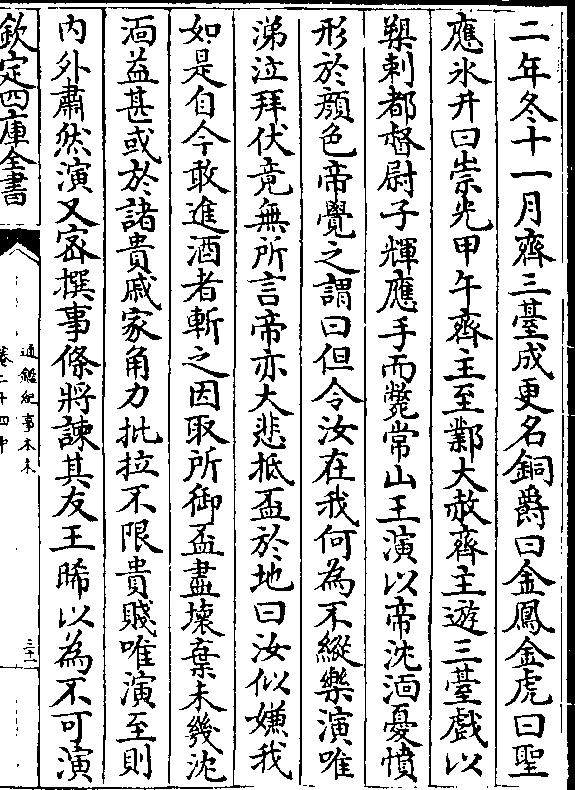 二年冬十一月齊三臺成更名銅爵曰金鳳金虎曰聖
應氷井曰崇光甲午齊主至鄴大赦齊主遊三臺戲以
槊刺都督尉子輝應手而斃常山王演以帝沈湎憂憤
形於顔色帝覺之謂曰但令汝在我何為不縱樂演唯
涕泣拜伏竟無所言帝亦大悲抵盃於地曰汝似嫌我
如是自今敢進酒者斬之因取所御盃盡壞棄未幾沈
湎益甚或於諸貴戚家角力批拉不限貴賤唯演至則
内外肅然演又宻撰事條將諫其友王晞以為不可演
欽定四庫全書
通鑑紀事本末
卷二十四中
三十二